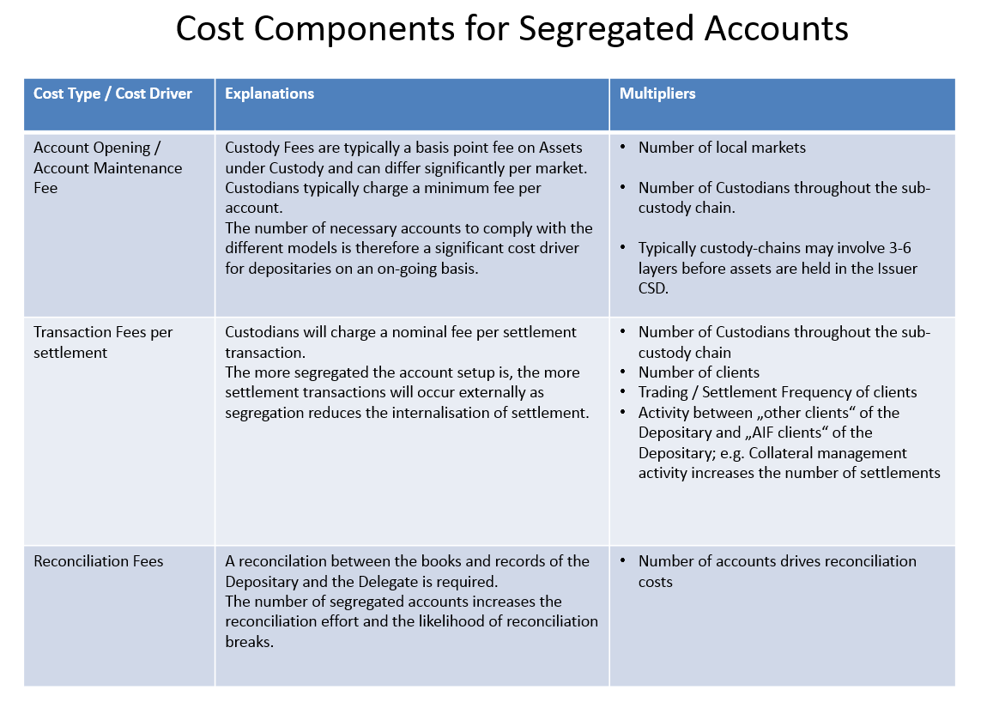 Cost Components for Segregated Accounts
Cost Type / Cost Driver
Explanations
Multipliers
Account Opening /
Account Maintenance
Fee
Custody Fees are typically a basis point fee on Assets
under Custody and can differ significantly per market.
Custodians typically charge a minimum fee per
account.
The number of necessary accounts to comply with the
different models is therefore a significant cost driver
for depositaries on an on-going basis.
• Number of local markets
• Number of Custodians throughout the sub-
custody chain.
• Typically custody-chains may involve 3-6
layers before assets are held in the Issuer
CSD.
Transaction Fees per
settlement
Custodians will charge a nominal fee per settlement
transaction.
The more segregated the account setup is, the more
settlement transactions will occur externally as
segregation reduces the internalisation of settlement.
• Number of Custodians throughout the sub-
custody chain
• Number of clients
• Trading / Settlement Frequency of clients
• Activity between „other clients“ of the
Depositary and „AIF clients“ of the
Depositary; e.g. Collateral management
activity increases the number of settlements
Reconciliation Fees
A reconcilation between the books and records of the
Depositary and the Delegate is required.
The number of segregated accounts increases the
reconciliation effort and the likelihood of reconciliation
breaks.
• Number of accounts drives reconciliation
costs